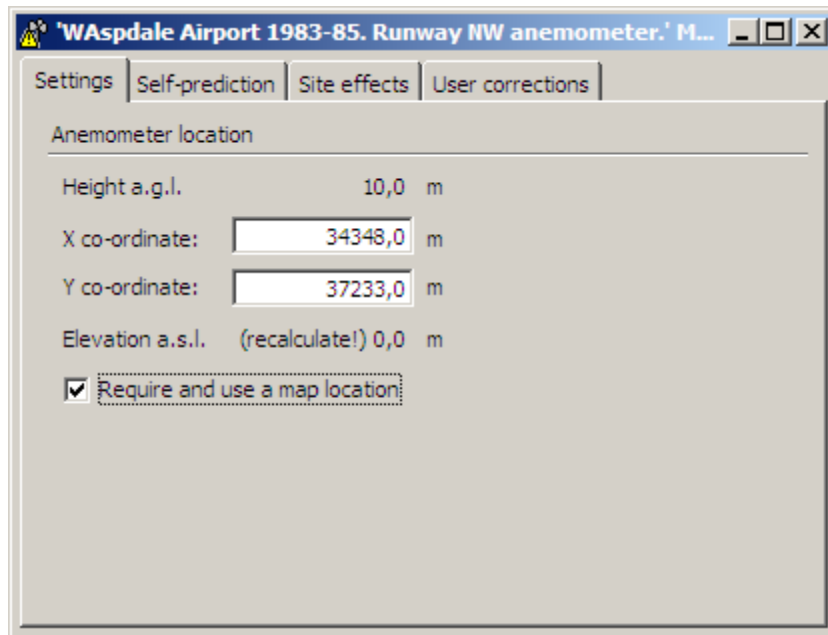 'WAspdale Airport 1983-85. Runway NW anemometer.' M...
Settings Self-prediction Site effects User corrections
Anemometer location
Height a.g.l. 10,0 m
X co-ordinate: 34348,0 m
Y co-ordinate: 37233,0 m
Elevation a.s.l. (recalculate!) 0,0 m
Require and use a map location